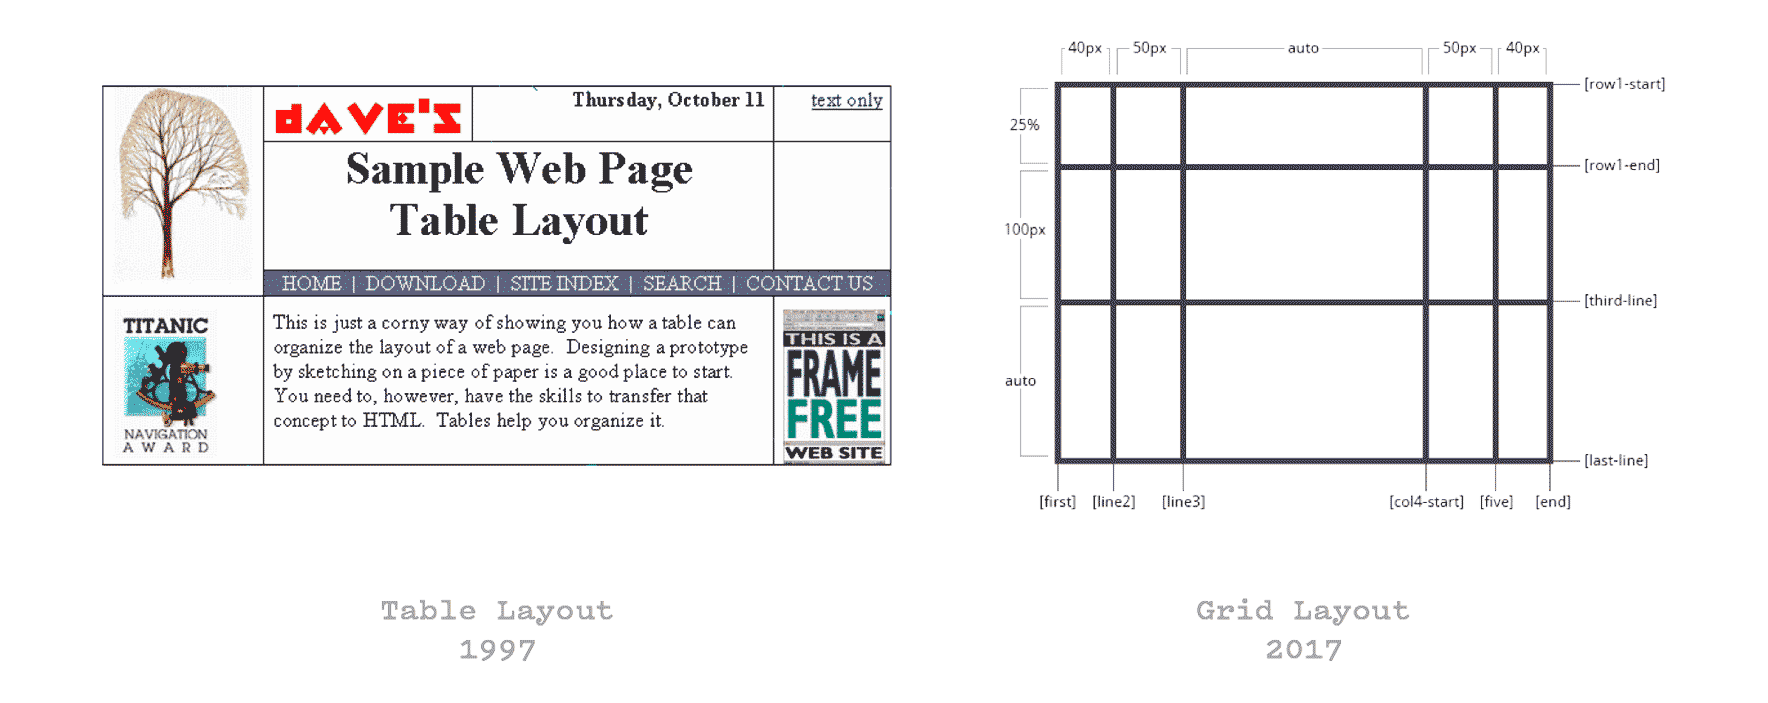 dAVE'S
Thursday, October 11
text only
Sample Web Page
Table Layout
HOME | DOWNLOAD | SITE INDEX | SEARCH | CONTACT US
TITANIC
NAVIGATION
AWARD
This is just a corny way of showing you how a table can
organize the layout of a web page. Designing a prototype
by sketching on a piece of paper is a good place to start.
You need to, however, have the skills to transfer that
concept to HTML. Tables help you organize it.
THIS IS A
FRAME
FREE
WEB SITE
Table Layout
1997
40px 50px auto 50px 40px
[row1-start]
25%
[row1-end]
100px
[third-line]
auto
[last-line]
[first] [line2] [line3] [col4-start] [five] [end]
Grid Layout
2017